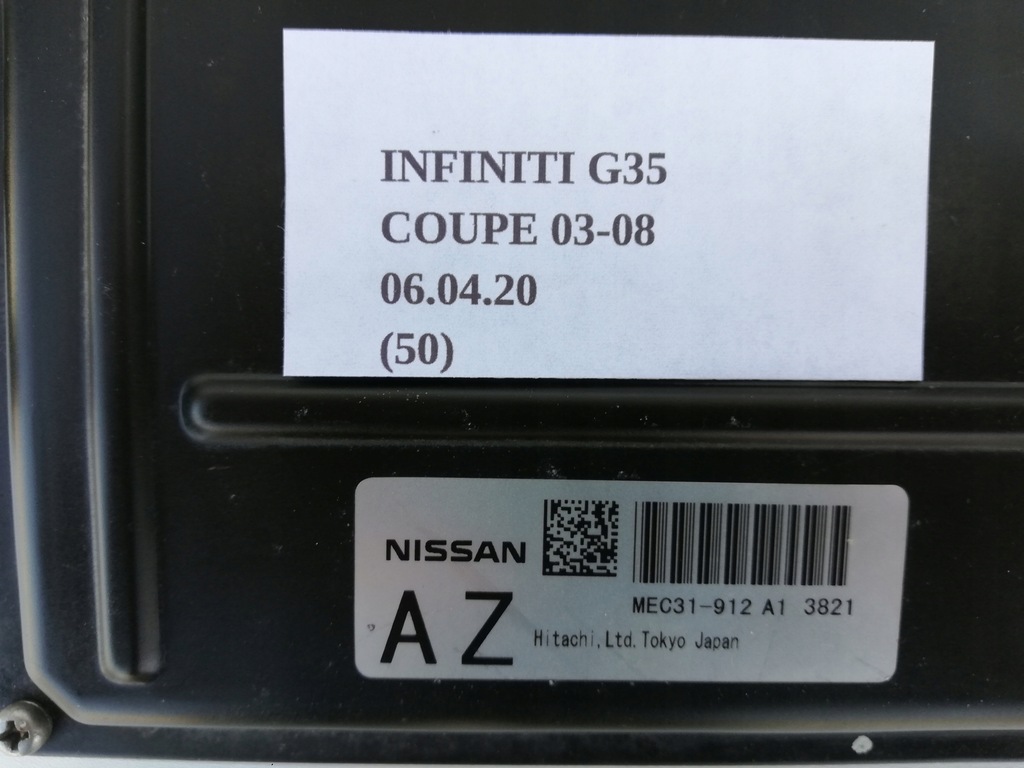 INFINITI G35
COUPE 03-08
06.04.20
(50)
NISSAN
MEC31-912 A1 3821
AZ
Hitachi,Ltd.Tokyo Japan